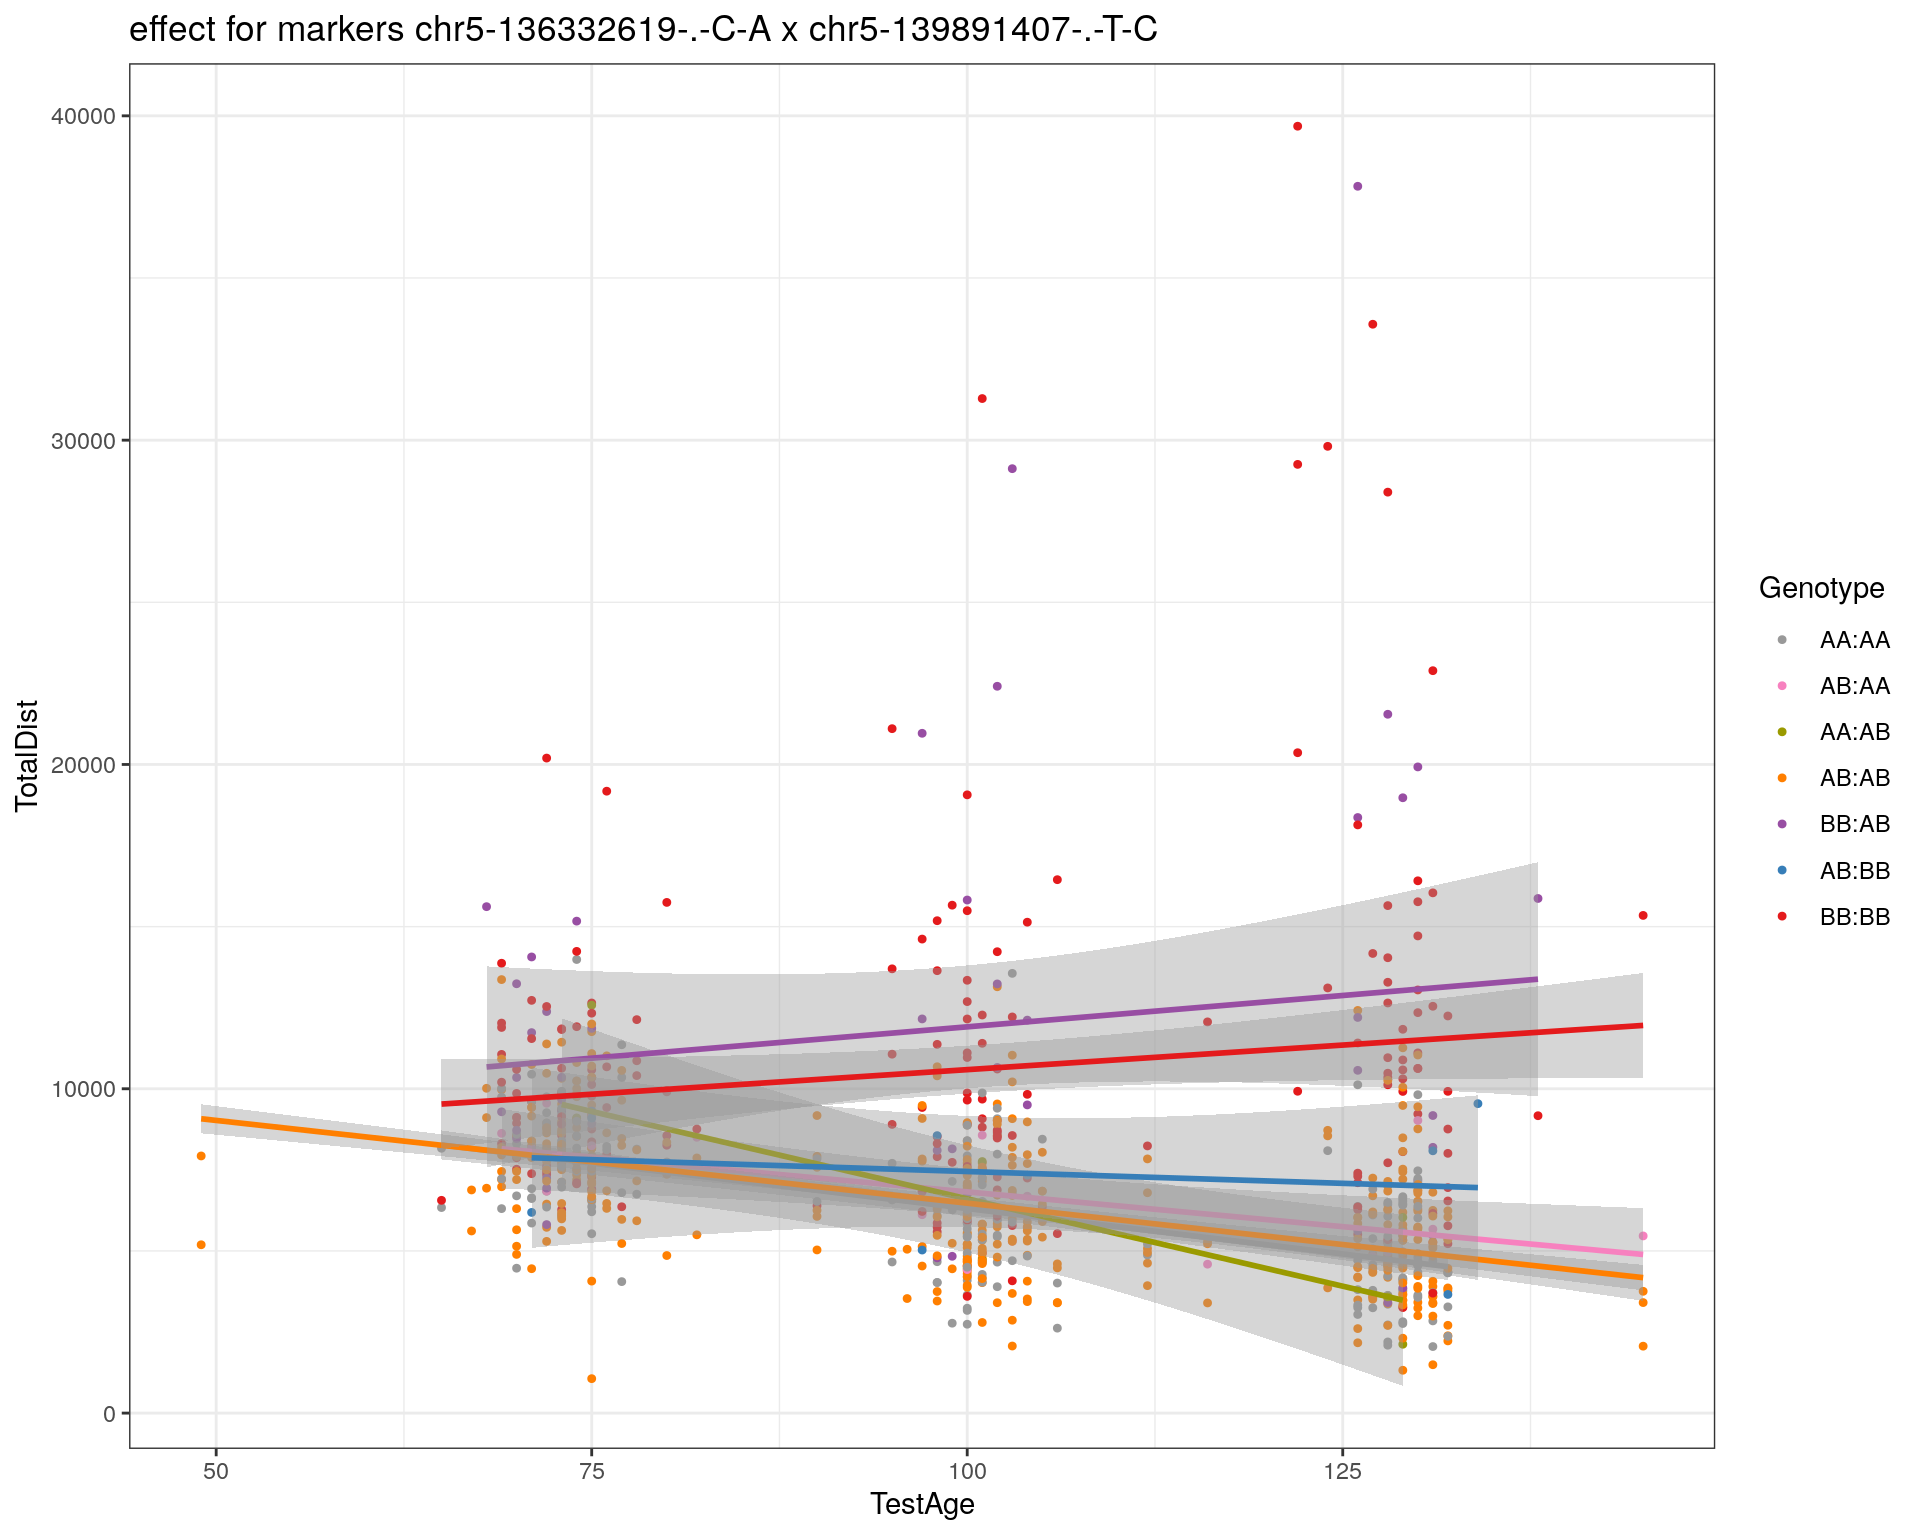 effect for markers chr5-136332619-.-C-A x chr5-139891407-.-T-C
40000
30000
20000
10000
0
TotalDist
50
75
100
125
TestAge
Genotype
AA:AA
AB:AA
AA:AB
AB:AB
BB:AB
AB:BB
BB:BB